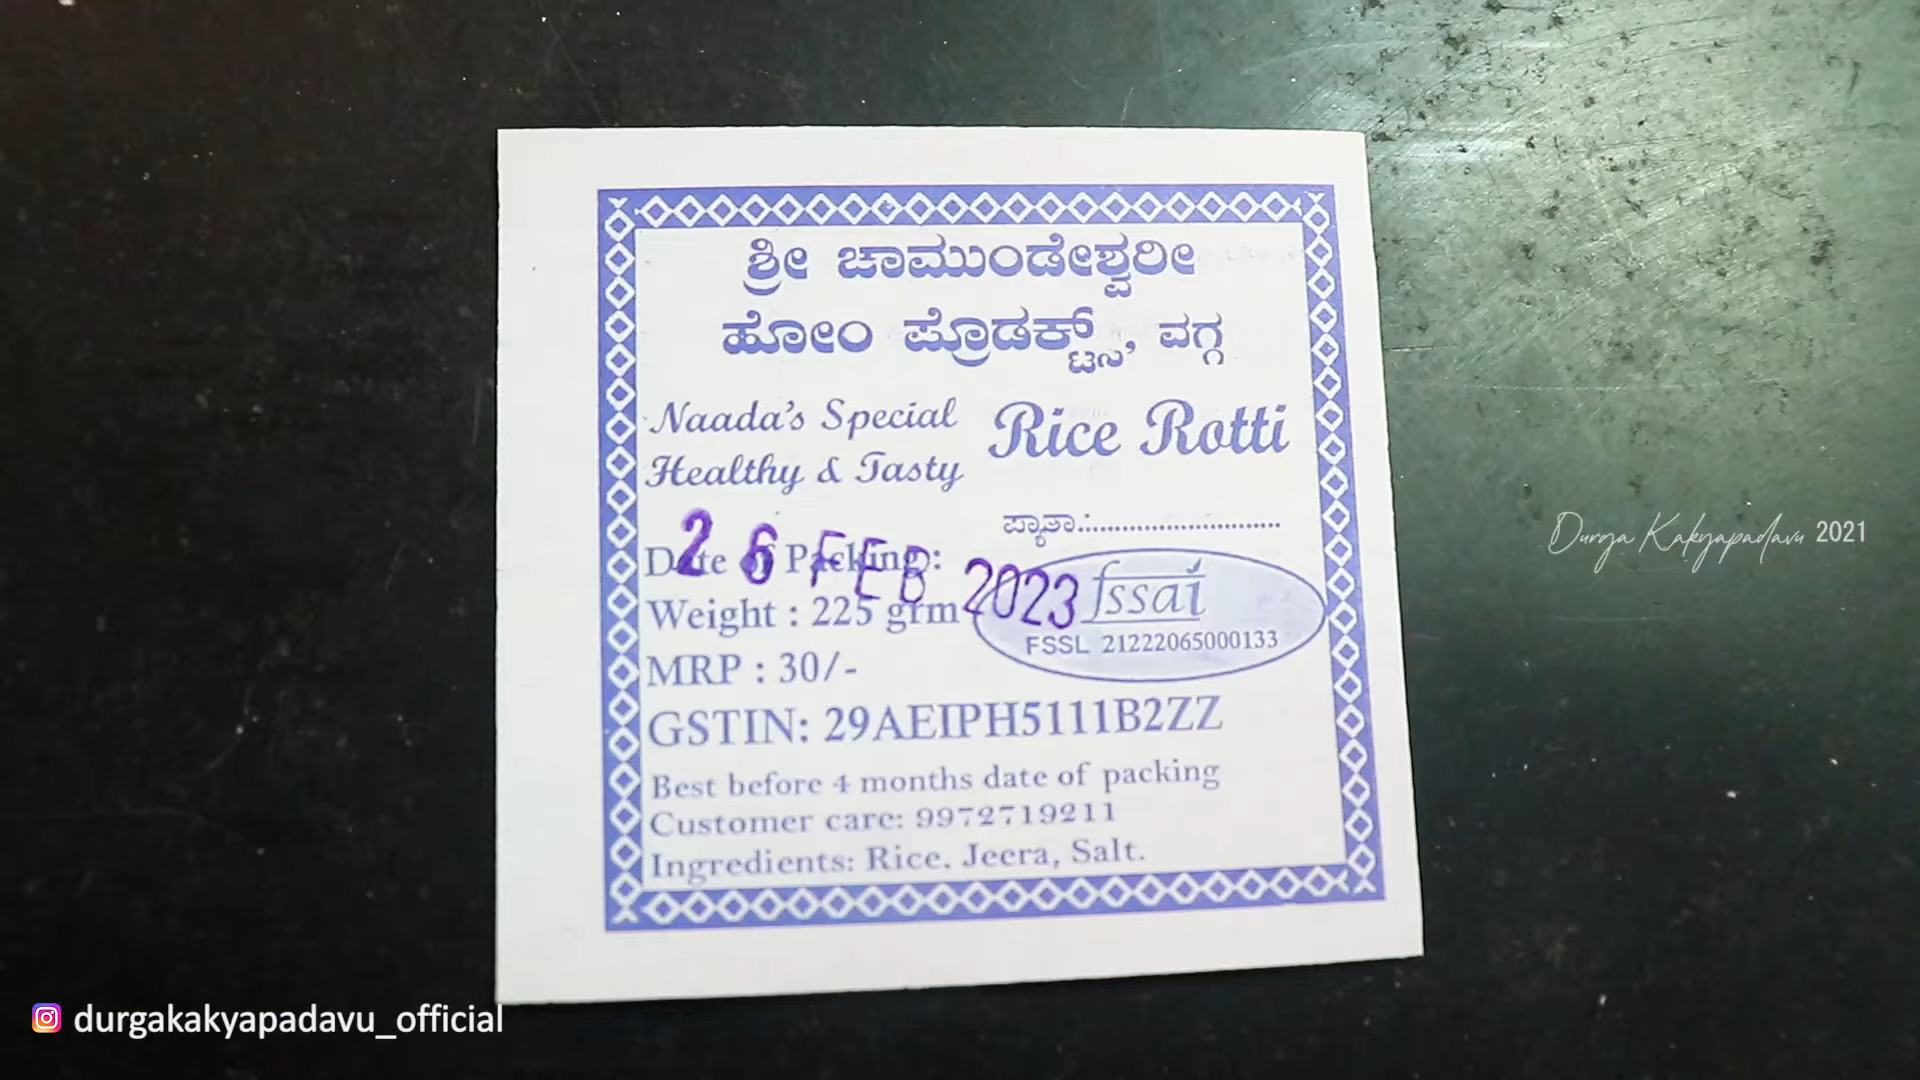 ಶ್ರೀ ಚಾಮುಂಡೇಶ್ವರೀ
ಹೋಂ ಪ್ರೊಡಕ್ಟ್ಸ್, ವಗ್ಗ
Naada's Special
Healthy & Tasty
Rice Rotti
ಪ್ಯಾತಾ.:............................
Date of Packing :
26 FEB 2023
Weight : 225 grm
fssai
FSSL 21222065000133
MRP : 30/-
GSTIN: 29AEIPH5111B2ZZ
Best before 4 months date of packing
Customer care: 9972719211
Ingredients: Rice. Jeera, Salt.
Durga Kakyapadavu 2021
durgakakyapadavu_official